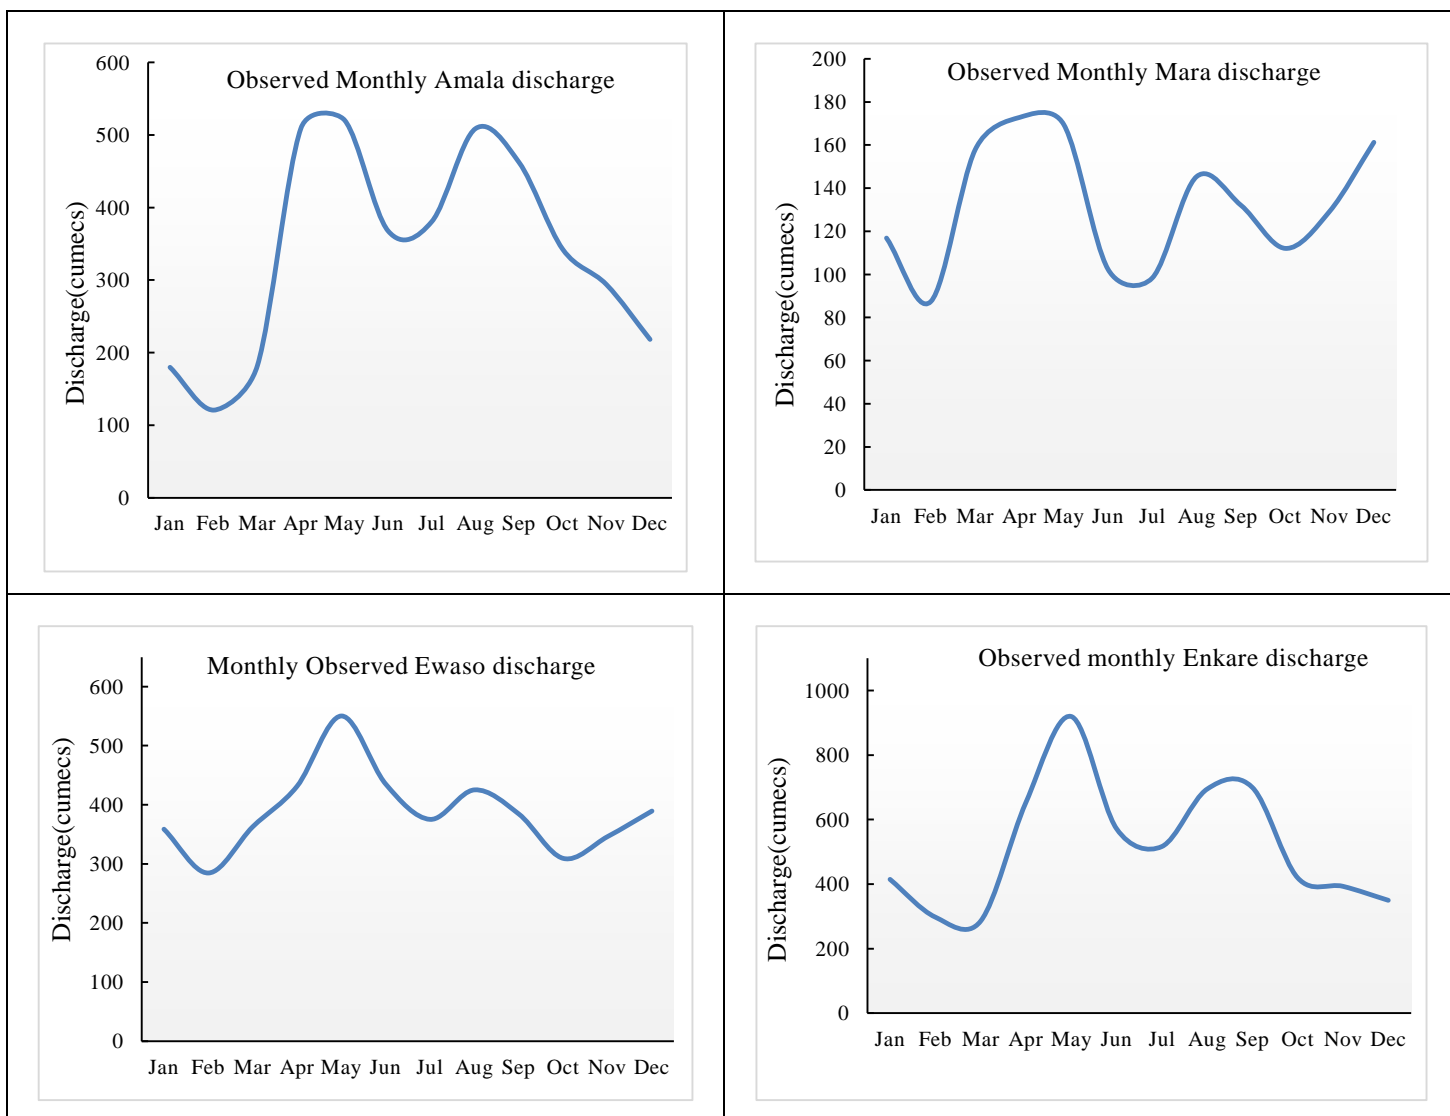 Observed Monthly Amala discharge
Discharge(cumecs)
600
500
400
300
200
100
0
Jan Feb Mar Apr May Jun Jul Aug Sep Oct Nov Dec
Observed Monthly Mara discharge
Discharge(cumecs)
200
180
160
140
120
100
80
60
40
20
0
Jan Feb Mar Apr May Jun Jul Aug Sep Oct Nov Dec
Monthly Observed Ewaso discharge
Discharge(cumecs)
600
500
400
300
200
100
0
Jan Feb Mar Apr May Jun Jul Aug Sep Oct Nov Dec
Observed monthly Enkare discharge
Discharge(cumecs)
1000
800
600
400
200
0
Jan Feb Mar Apr May Jun Jul Aug Sep Oct Nov Dec